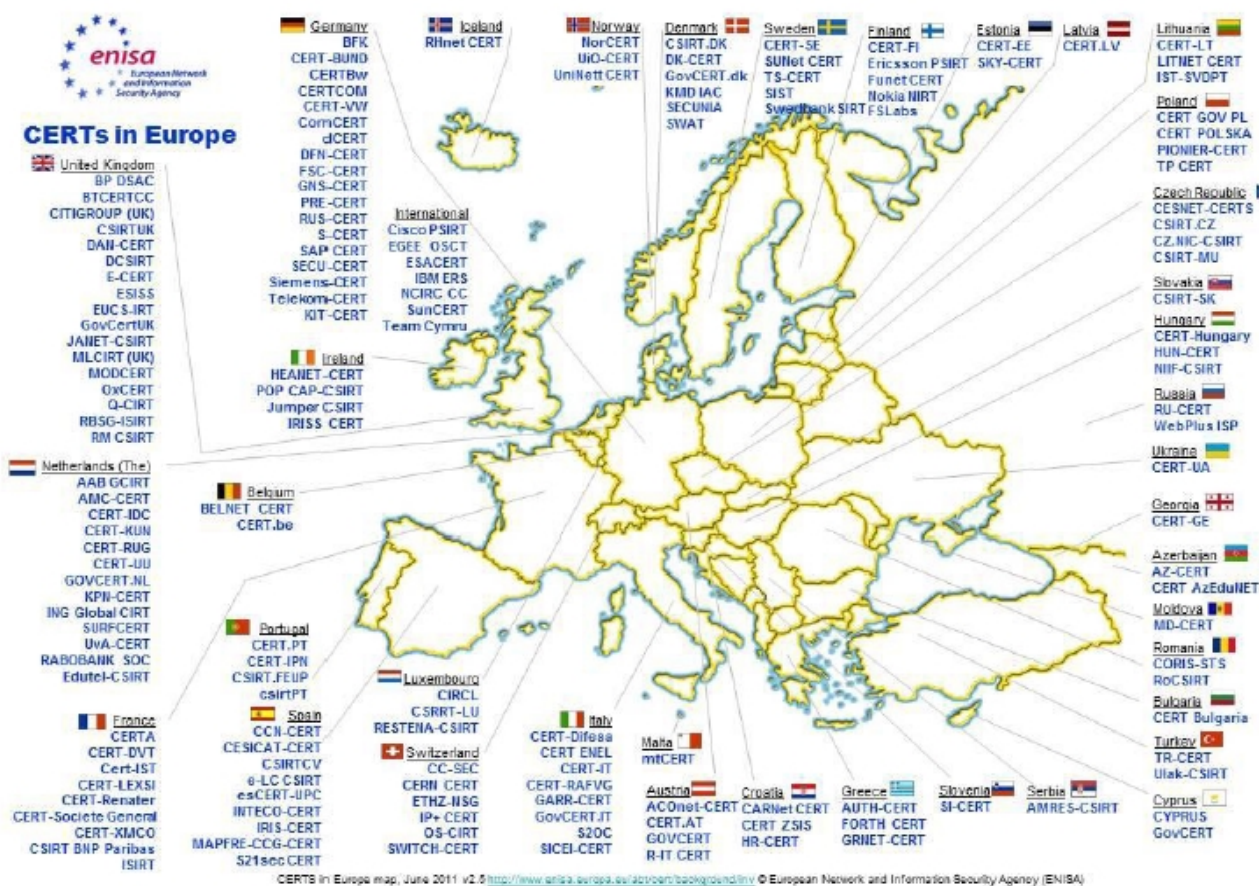 enisa
European Network
and Information
Security Agency
CERTs in Europe
United Kingdom
BP DSAC
BTCERTCC
CITIGROUP (UK)
CSIRTUK
DAN-CERT
DCSIRT
E-CERT
ESISS
EUCS-IRT
GovCertUK
JANET-CSIRT
MLCIRT (UK)
MODCERT
OxCERT
Q-CIRT
RBSG-ISIRT
RM CSIRT
Netherlands (The)
AAB GCIRT
AMC-CERT
CERT-IDC
CERT-KUN
CERT-RUG
CERT-UU
GOVCERT.NL
KPN-CERT
ING Global CIRT
SURFCERT
UvA-CERT
RABOBANK SOC
Edutel-CSIRT
France
CERTA
CERT-DVT
Cert-IST
CERT-LEXSI
CERT-Renater
CERT-Societe General
CERT-XMCO
CSIRT BNP Paribas
ISIRT
Germany
BFK
CERT-BUND
CERTBw
CERTCOM
CERT-VW
ComCERT
dCERT
DFN-CERT
FSC-CERT
GNS-CERT
PRE-CERT
RUS-CERT
S-CERT
SAP CERT
SECU-CERT
Siemens-CERT
Telekom-CERT
KIT-CERT
Ireland
HEANET-CERT
POP CAP-CSIRT
Jumper CSIRT
IRISS CERT
Belgium
BELNET CERT
CERT.be
Portugal
CERT.PT
CERT-IPN
CSIRT.FEUP
csirtPT
Spain
CCN-CERT
CESICAT-CERT
CSIRTCV
e-LC CSIRT
esCERT-UPC
INTECO-CERT
IRIS-CERT
MAPFRE-CCG-CERT
S21sec CERT
Iceland
RHnet CERT
International
Cisco PSIRT
EGEE OSCT
ESACERT
IBM ERS
NCIRC CC
SunCERT
Team Cymru
Luxembourg
CIRCL
CSRRT-LU
RESTENA-CSIRT
Switzerland
CC-SEC
CERN CERT
ETHZ-NSG
IP+ CERT
OS-CIRT
SWITCH-CERT
Norway
NorCERT
UiO-CERT
UniNett CERT
Denmark
CSIRT.DK
DK-CERT
GovCERT.dk
KMD IAC
SECUNIA
SWAT
Sweden
CERT-SE
SUNet CERT
TS-CERT
SIST
Swedbank SIRT
Finland
CERT-FI
Ericsson PSIRT
Funet CERT
Nokia NIRT
FSLabs
Estonia
CERT-EE
SKY-CERT
Latvia
CERT.LV
Lithuania
CERT-LT
LITNET CERT
IST-SVDPT
Poland
CERT GOV PL
CERT POLSKA
PIONIER-CERT
TP CERT
Czech Republic
CESNET-CERTS
CSIRT.CZ
CZ.NIC-CSIRT
CSIRT-MU
Slovakia
CSIRT-SK
Hungary
CERT-Hungary
HUN-CERT
NIIF-CSIRT
Russia
RU-CERT
WebPlus ISP
Ukraine
CERT-UA
Georgia
CERT-GE
Azerbaijan
AZ-CERT
CERT AzEduNET
Moldova
MD-CERT
Romania
CORIS-STS
RoCSIRT
Bulgaria
CERT Bulgaria
Turkey
TR-CERT
Ulak-CSIRT
Cyprus
CYPRUS
GovCERT
Italy
CERT-Difesa
CERT ENEL
CERT-IT
CERT-RAFVG
GARR-CERT
GovCERT.IT
S2OC
SICEI-CERT
Malta
mtCERT
Austria
ACOnet-CERT
CERT.AT
GOVCERT
R-IT CERT
Croatia
CARNet CERT
CERT ZSIS
HR-CERT
Greece
AUTH-CERT
FORTH CERT
GRNET-CERT
Slovenia
SI-CERT
Serbia
AMRES-CSIRT
CERTS in Europe map, June 2011 v2.5 http://www.enisa.europa.eu/act/cert/background/inv © European Network and Information Security Agency (ENISA)